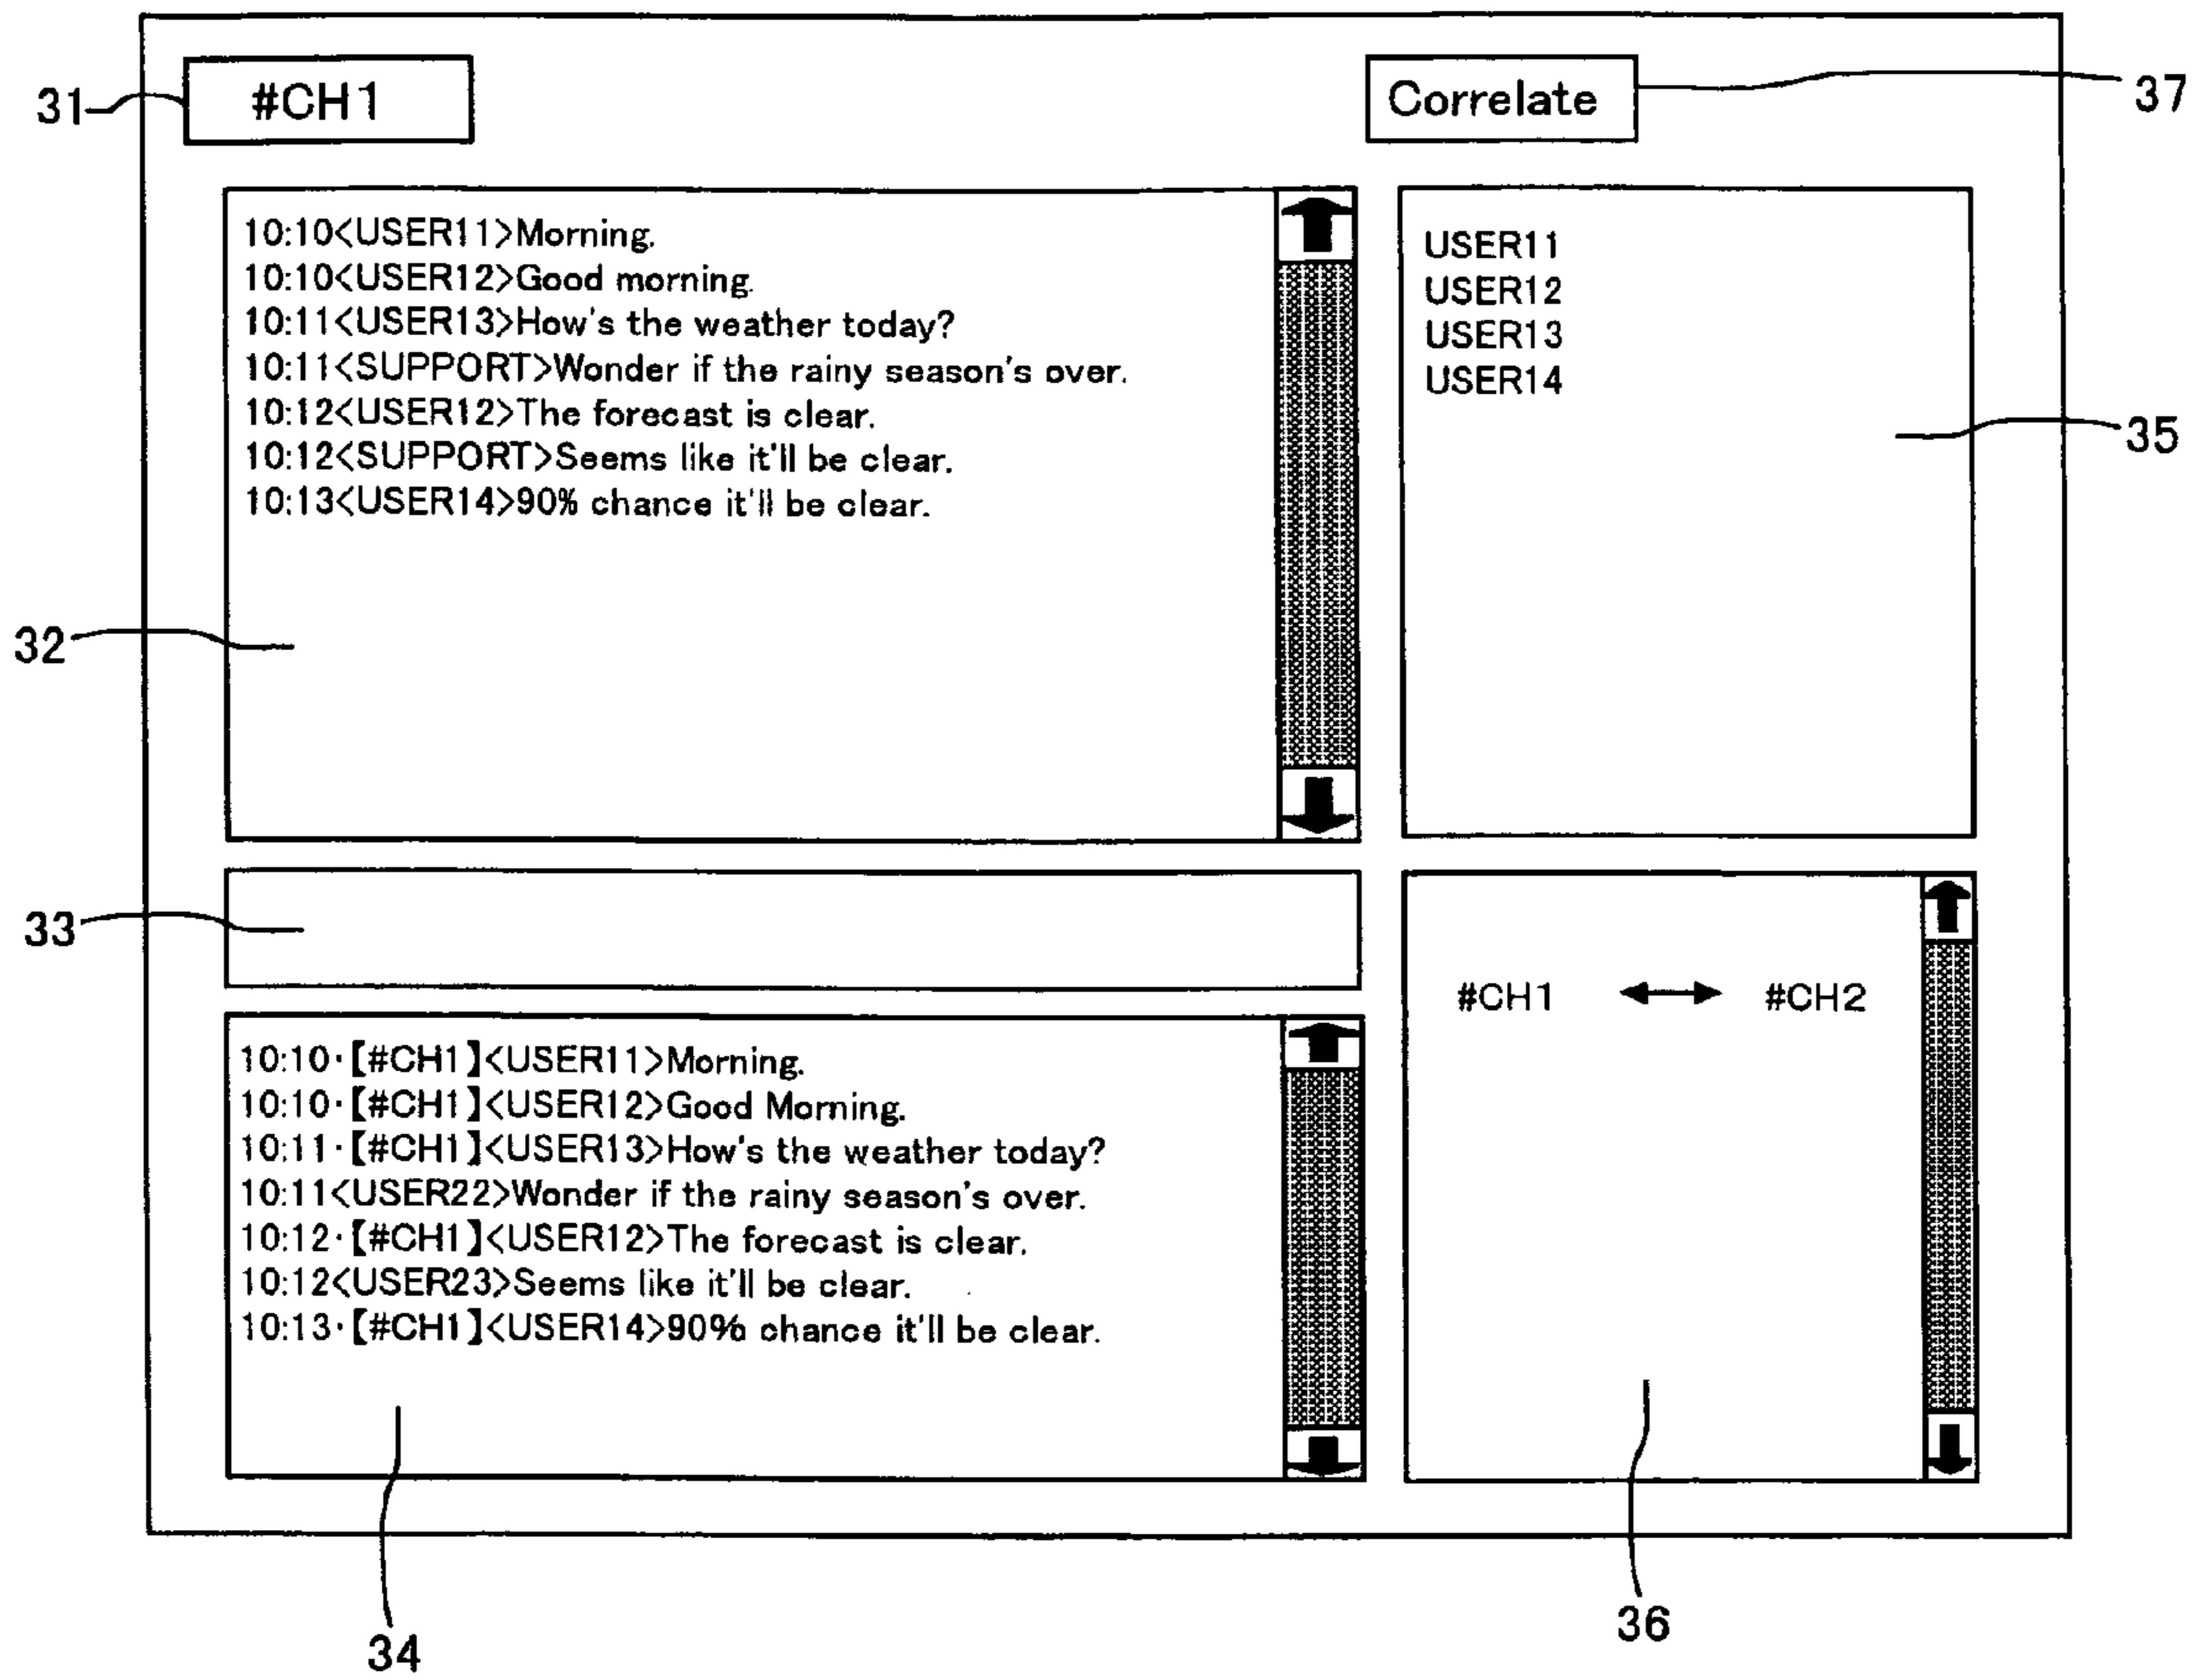 31
#CH1
Correlate
37
10:10<USER11>Morning.
10:10<USER12>Good morning.
10:11<USER13>How's the weather today?
10:11<SUPPORT>Wonder if the rainy season's over.
10:12<USER12>The forecast is clear.
10:12<SUPPORT>Seems like it'll be clear.
10:13<USER14>90% chance it'll be clear.
32
USER11
USER12
USER13
USER14
35
33
10:10·【#CH1】<USER11>Morning.
10:10·【#CH1】<USER12>Good Morning.
10:11·【#CH1】<USER13>How's the weather today?
10:11<USER22>Wonder if the rainy season's over.
10:12·【#CH1】<USER12>The forecast is clear.
10:12<USER23>Seems like it'll be clear.
10:13·【#CH1】<USER14>90% chance it'll be clear.
34
#CH1 ↔ #CH2
36